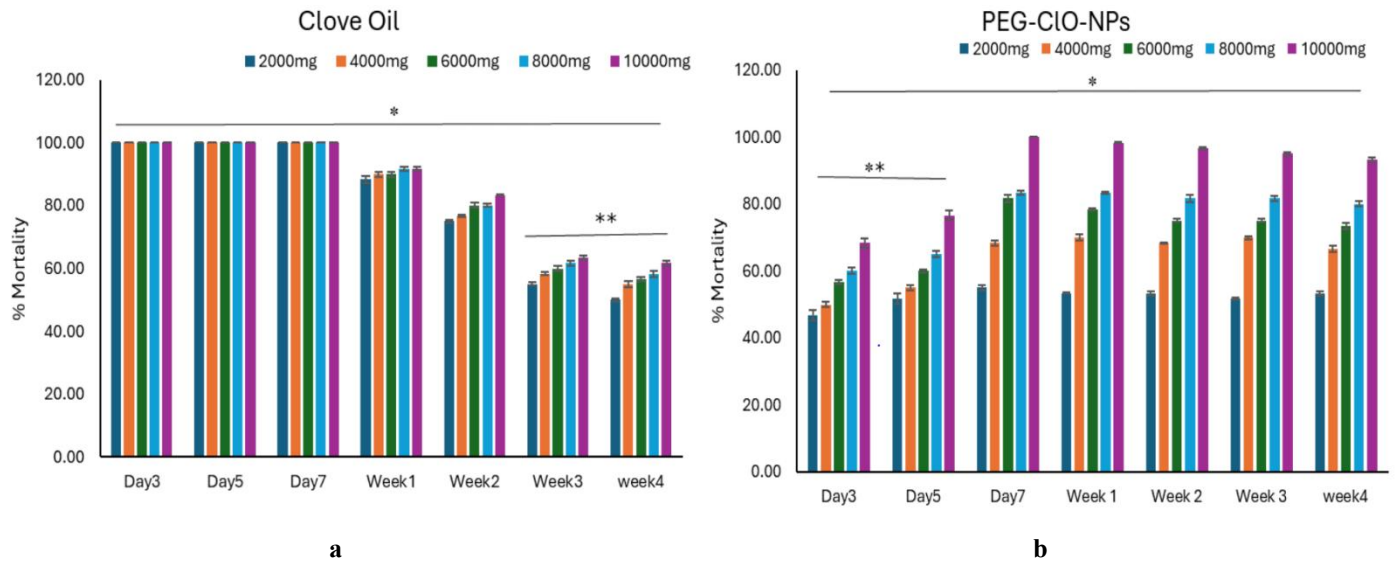 Clove Oil
2000mg 4000mg 6000mg 8000mg 10000mg
120.00
100.00
80.00
60.00
40.00
20.00
0.00
% Mortality
*
**
Day3 Day5 Day7 Week1 Week2 Week3 week4
a
PEG-ClO-NPs
2000mg 4000mg 6000mg 8000mg 10000mg
120.00
100.00
80.00
60.00
40.00
20.00
0.00
% Mortality
*
**
.
Day3 Day5 Day7 Week 1 Week 2 Week 3 week4
b